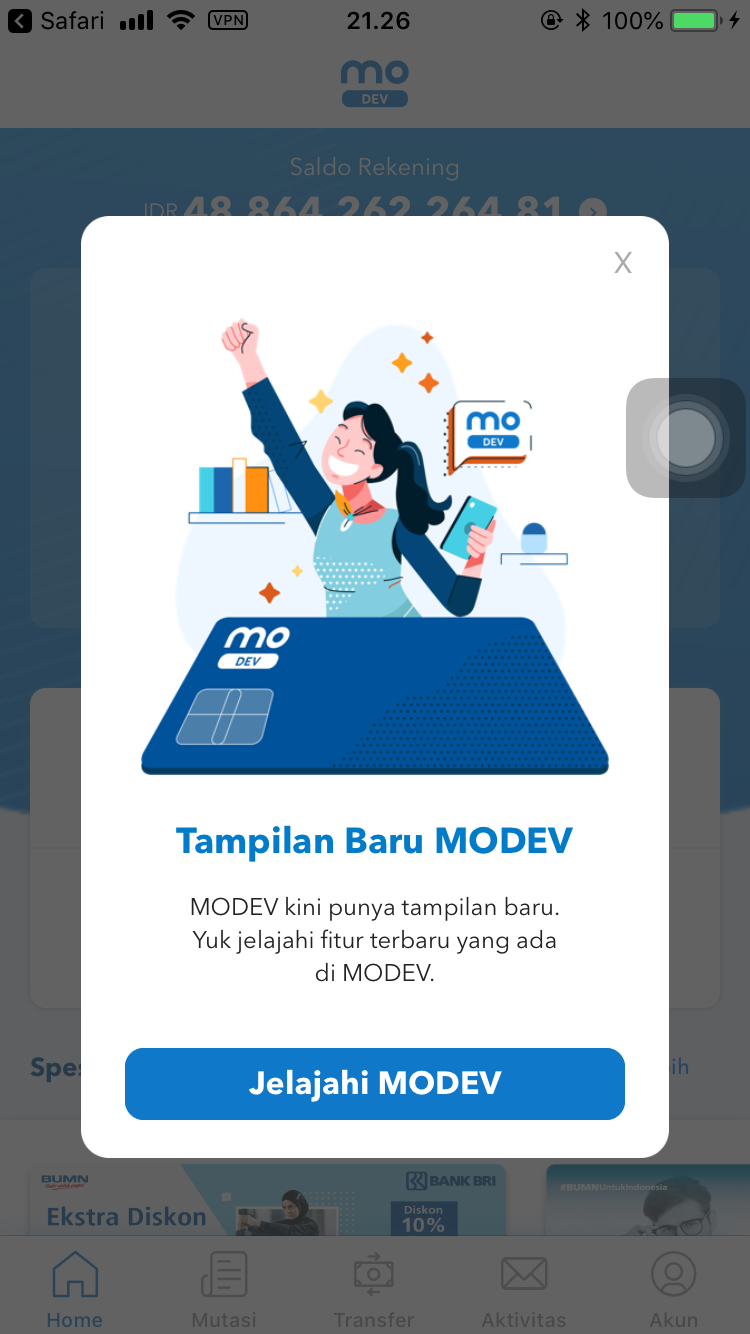 Safari
VPN
21.26
100%
mo
DEV
Saldo Rekening
IDR 48.864.262.264,81
X
mo
DEV
mo
DEV
Tampilan Baru MODEV
MODEV kini punya tampilan baru.
Yuk jelajahi fitur terbaru yang ada
di MODEV.
Spes
ih
Jelajahi MODEV
BUMN
BANK BRI
#BUMNUntukIndonesia
Ekstra Diskon
Diskon
10%
Home
Mutasi
Transfer
Aktivitas
Akun